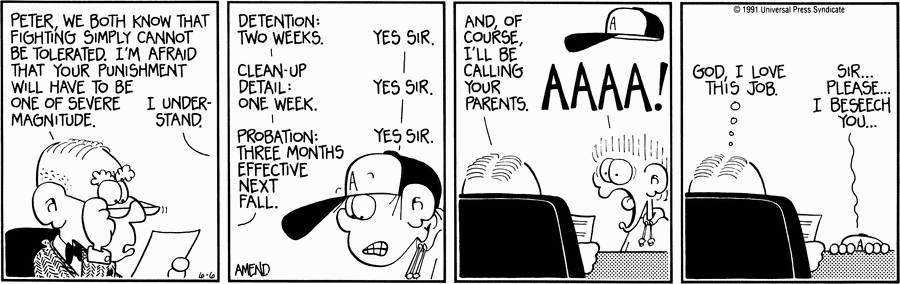 PETER, WE BOTH KNOW THAT
FIGHTING SIMPLY CANNOT
BE TOLERATED. I'M AFRAID
THAT YOUR PUNISHMENT
WILL HAVE TO BE
ONE OF SEVERE
MAGNITUDE.
I UNDER-
STAND.
6-6
DETENTION:
TWO WEEKS.
YES SIR.
CLEAN-UP
DETAIL:
ONE WEEK.
YES SIR.
PROBATION:
THREE MONTHS
EFFECTIVE
NEXT
FALL.
YES SIR.
A
AMEND
AND, OF
COURSE,
I'LL BE
CALLING
YOUR
PARENTS.
A
AAAA!
© 1991 Universal Press Syndicate
GOD, I LOVE
THIS JOB.
SIR...
PLEASE...
I BESEECH
YOU...
A